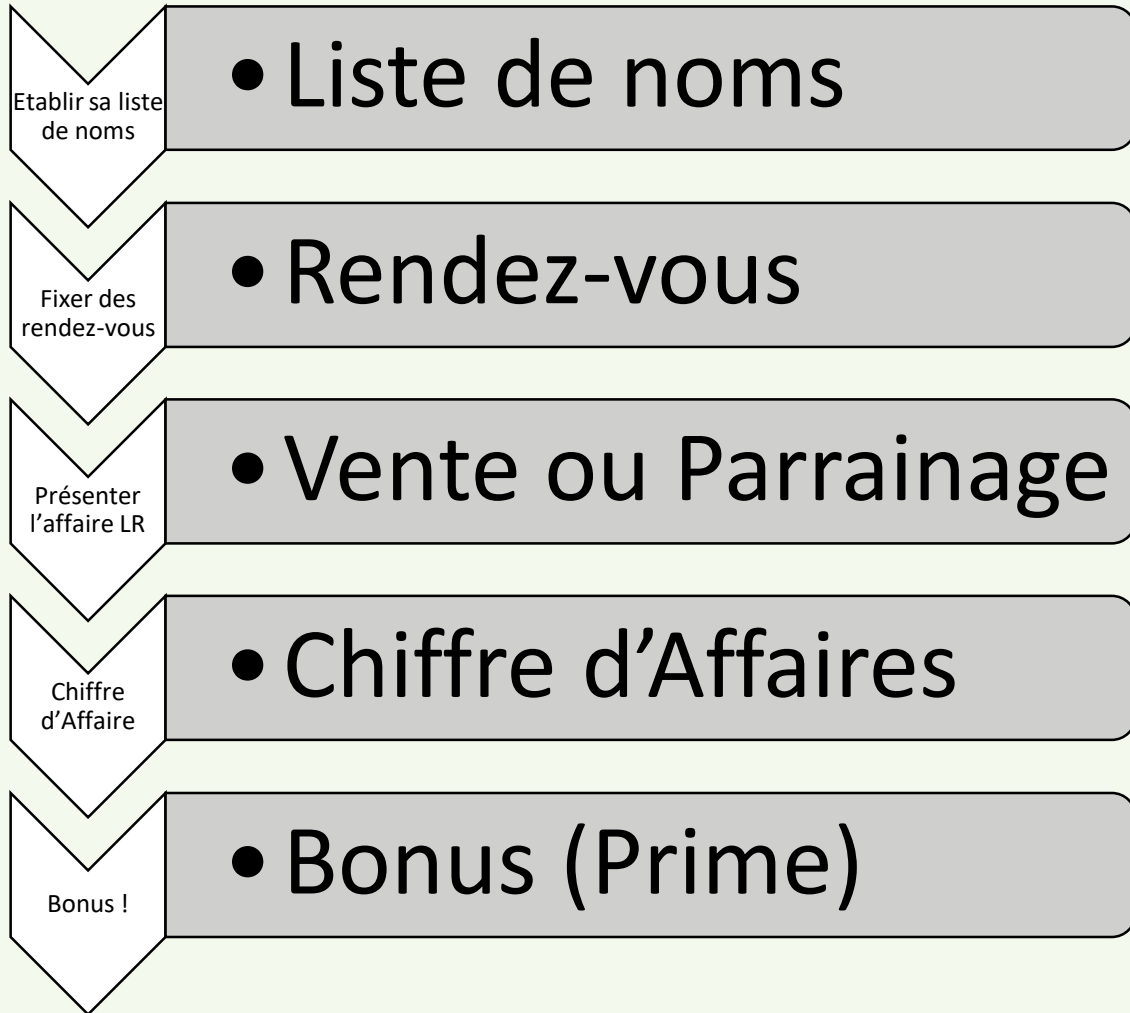 Etablir sa liste
de noms
• Liste de noms
Fixer des
rendez-vous
• Rendez-vous
Présenter
l’affaire LR
• Vente ou Parrainage
Chiffre
d’Affaire
• Chiffre d’Affaires
Bonus !
• Bonus (Prime)